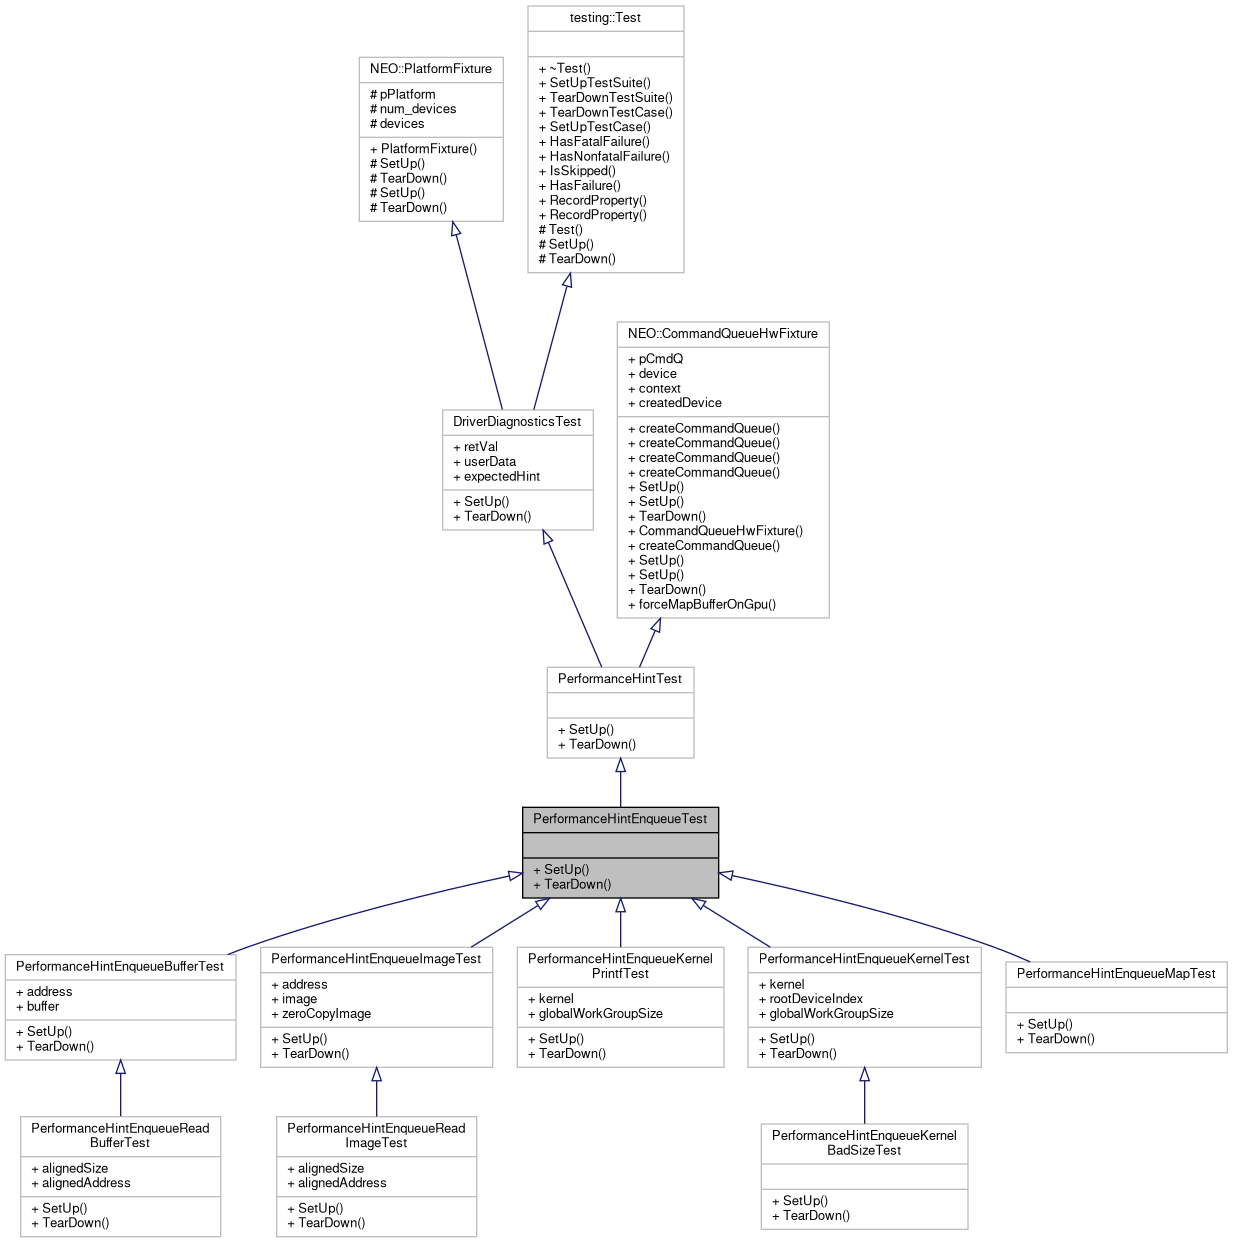 testing::Test
+ ~Test()
+ SetUpTestSuite()
+ TearDownTestSuite()
+ TearDownTestCase()
+ SetUpTestCase()
+ HasFatalFailure()
+ HasNonfatalFailure()
+ IsSkipped()
+ HasFailure()
+ RecordProperty()
+ RecordProperty()
# Test()
# SetUp()
# TearDown()
NEO::PlatformFixture
# pPlatform
# num_devices
# devices
+ PlatformFixture()
# SetUp()
# TearDown()
# SetUp()
# TearDown()
NEO::CommandQueueHwFixture
+ pCmdQ
+ device
+ context
+ createdDevice
+ createCommandQueue()
+ createCommandQueue()
+ createCommandQueue()
+ createCommandQueue()
+ SetUp()
+ SetUp()
+ TearDown()
+ CommandQueueHwFixture()
+ createCommandQueue()
+ SetUp()
+ SetUp()
+ TearDown()
+ forceMapBufferOnGpu()
DriverDiagnosticsTest
+ retVal
+ userData
+ expectedHint
+ SetUp()
+ TearDown()
PerformanceHintTest
+ SetUp()
+ TearDown()
PerformanceHintEnqueueTest
+ SetUp()
+ TearDown()
PerformanceHintEnqueueBufferTest
+ address
+ buffer
+ SetUp()
+ TearDown()
PerformanceHintEnqueueImageTest
+ address
+ image
+ zeroCopyImage
+ SetUp()
+ TearDown()
PerformanceHintEnqueueKernel
PrintfTest
+ kernel
+ globalWorkGroupSize
+ SetUp()
+ TearDown()
PerformanceHintEnqueueKernelTest
+ kernel
+ rootDeviceIndex
+ globalWorkGroupSize
+ SetUp()
+ TearDown()
PerformanceHintEnqueueMapTest
+ SetUp()
+ TearDown()
PerformanceHintEnqueueRead
BufferTest
+ alignedSize
+ alignedAddress
+ SetUp()
+ TearDown()
PerformanceHintEnqueueRead
ImageTest
+ alignedSize
+ alignedAddress
+ SetUp()
+ TearDown()
PerformanceHintEnqueueKernel
BadSizeTest
+ SetUp()
+ TearDown()